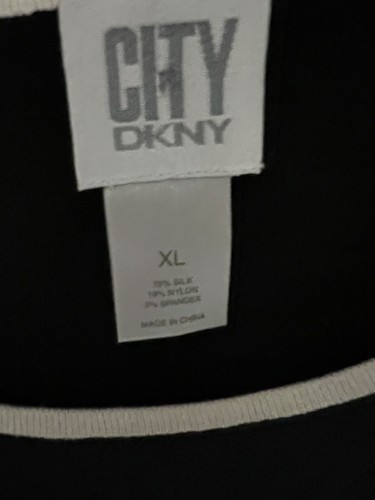 CITY
DKNY
XL
SILK
NYLON
SPANDEX
MADE IN CHINA